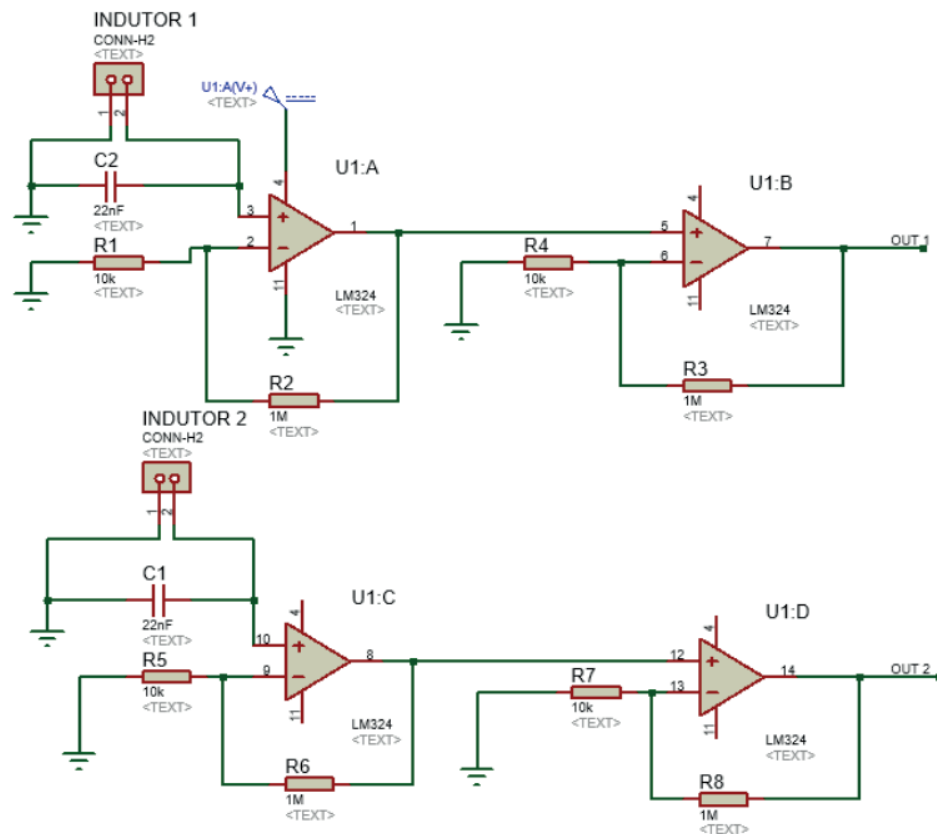 INDUTOR 1
CONN-H2
<TEXT>
1
2
U1:A(V+)
<TEXT>
C2
22nF
<TEXT>
R1
10k
<TEXT>
U1:A
4
3
2
1
11
LM324
<TEXT>
R2
1M
<TEXT>
U1:B
4
5
6
7
11
OUT 1
LM324
<TEXT>
R4
10k
<TEXT>
R3
1M
<TEXT>
INDUTOR 2
CONN-H2
<TEXT>
1
2
C1
22nF
<TEXT>
R5
10k
<TEXT>
U1:C
4
10
9
8
11
LM324
<TEXT>
R6
1M
<TEXT>
U1:D
4
12
13
14
11
OUT 2
LM324
<TEXT>
R7
10k
<TEXT>
R8
1M
<TEXT>